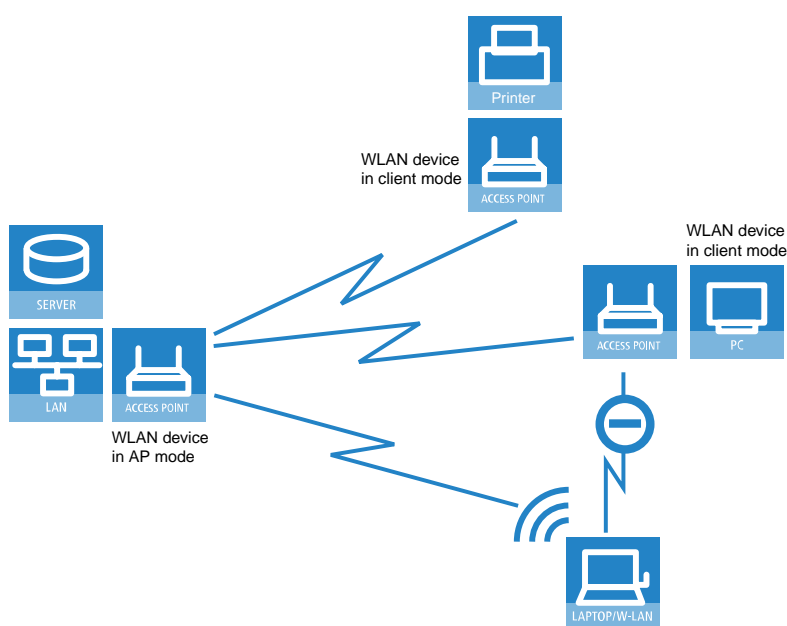 Printer
WLAN device
in client mode
ACCESS POINT
WLAN device
in client mode
SERVER
ACCESS POINT
PC
LAN
ACCESS POINT
WLAN device
in AP mode
LAPTOP/W-LAN